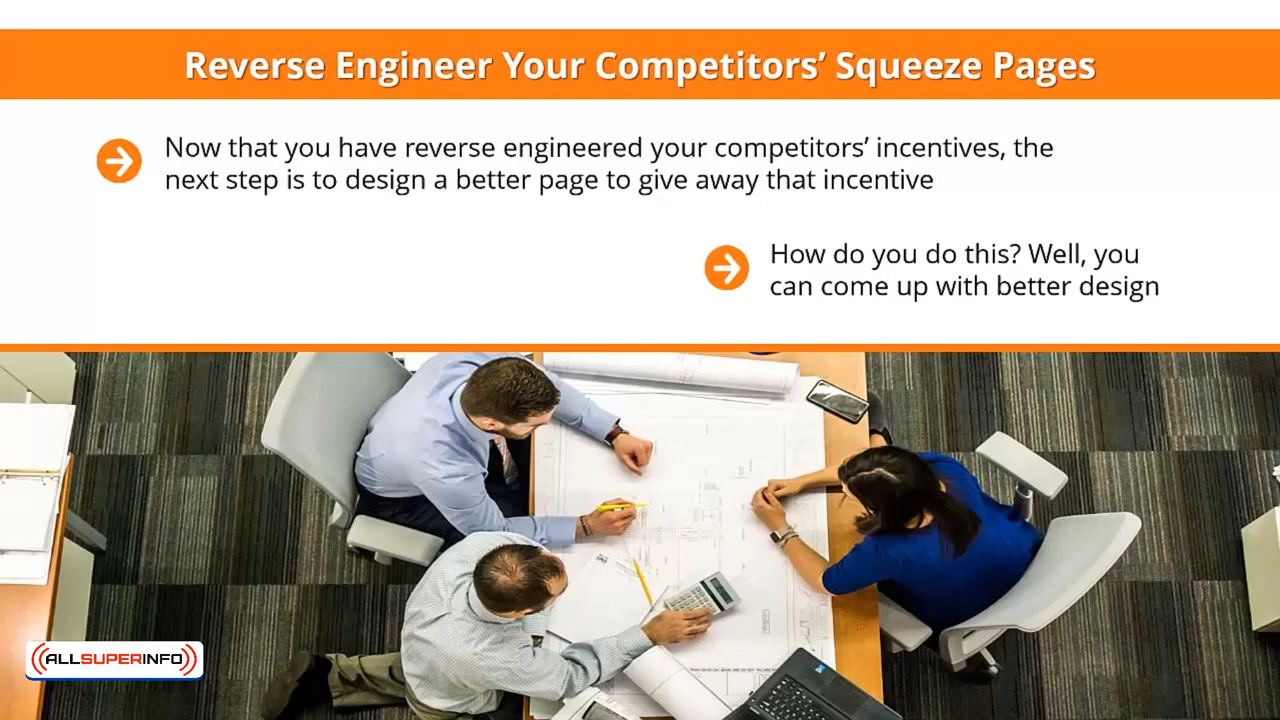 Reverse Engineer Your Competitors’ Squeeze Pages
Now that you have reverse engineered your competitors’ incentives, the
next step is to design a better page to give away that incentive
How do you do this? Well, you
can come up with better design
ALLSUPERINFO